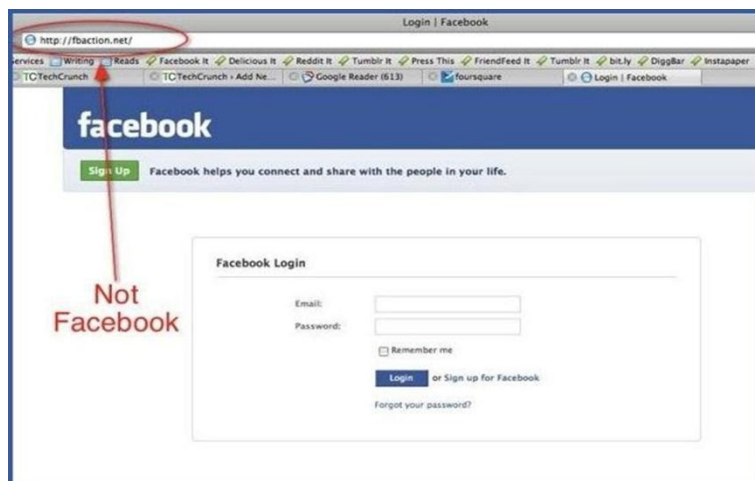 Login | Facebook
http://fbaction.net/
ervices Writing Reads Facebook It Delicious It Reddit It Tumblr It Press This FriendFeed It Tumblr It bit.ly DiggBar Instapaper
TechCrunch TechCrunch › Add Ne... Google Reader (613) foursquare Login | Facebook
facebook
Sign Up Facebook helps you connect and share with the people in your life.
Facebook Login
Not
Facebook
Email:
Password:
Remember me
Login or Sign up for Facebook
Forgot your password?